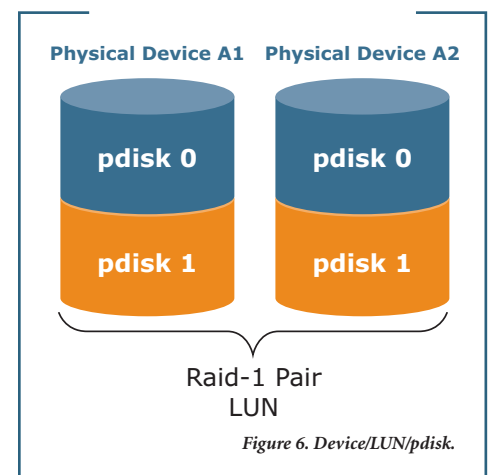 Physical Device A1 Physical Device A2
pdisk 0 pdisk 0
pdisk 1 pdisk 1
Raid-1 Pair
LUN
Figure 6. Device/LUN/pdisk.